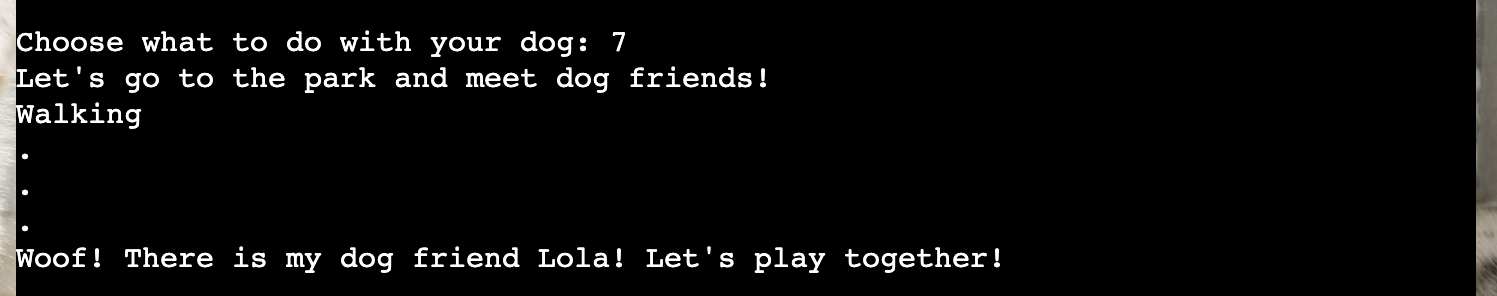 Choose what to do with your dog: 7
Let's go to the park and meet dog friends!
Walking
.
.
.
Woof! There is my dog friend Lola! Let's play together!